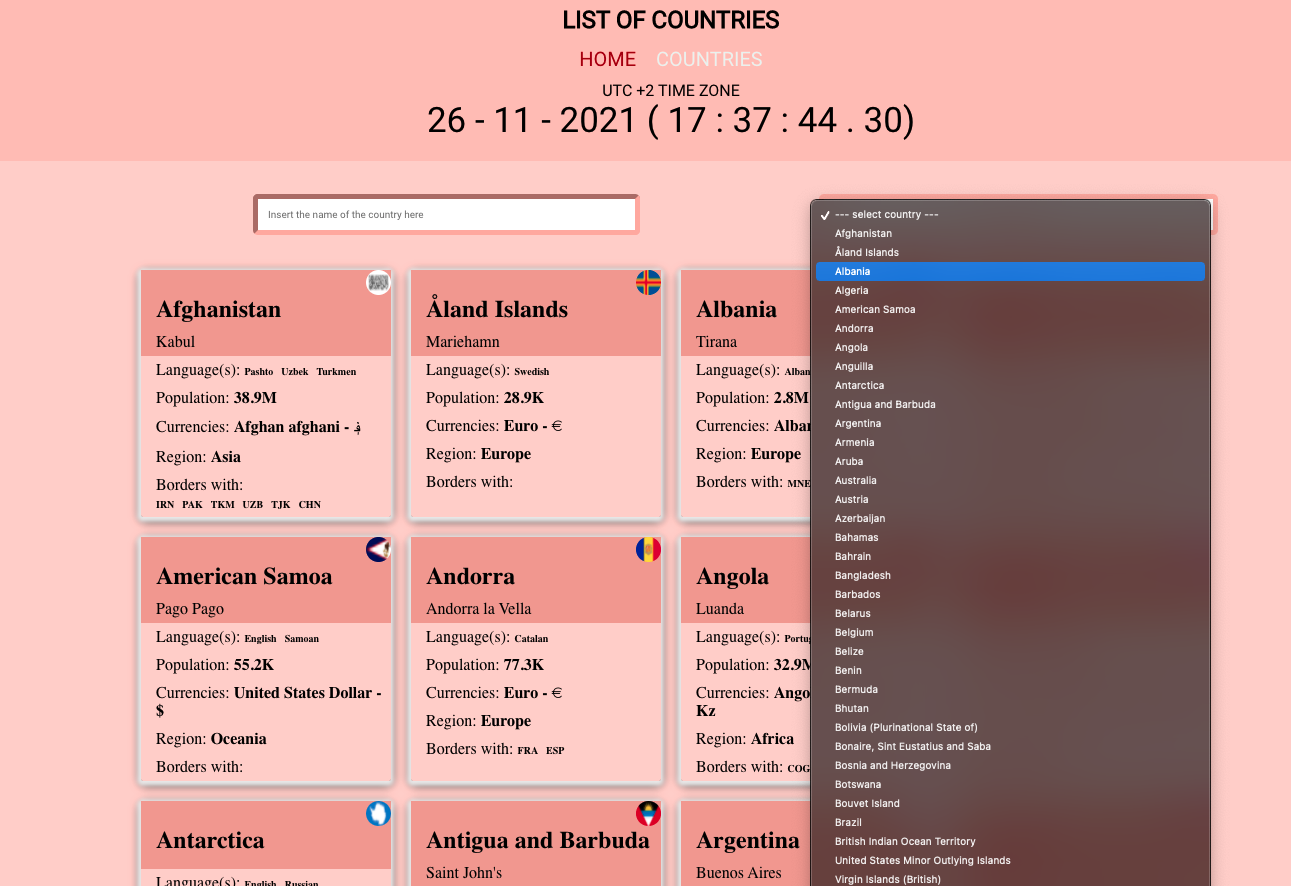 LIST OF COUNTRIES
HOME COUNTRIES
UTC +2 TIME ZONE
26 - 11 - 2021 ( 17 : 37 : 44 . 30)
Insert the name of the country here
Afghanistan
Kabul
Language(s): Pashto Uzbek Turkmen
Population: 38.9M
Currencies: Afghan afghani - ؋
Region: Asia
Borders with:
IRN PAK TKM UZB TJK CHN
Åland Islands
Mariehamn
Language(s): Swedish
Population: 28.9K
Currencies: Euro - €
Region: Europe
Borders with:
Albania
Tirana
Language(s): Alban
Population: 2.8M
Currencies: Alba
Region: Europe
Borders with: MNE
American Samoa
Pago Pago
Language(s): English Samoan
Population: 55.2K
Currencies: United States Dollar -
$
Region: Oceania
Borders with:
Andorra
Andorra la Vella
Language(s): Catalan
Population: 77.3K
Currencies: Euro - €
Region: Europe
Borders with: FRA ESP
Angola
Luanda
Language(s): Portug
Population: 32.9M
Currencies: Ango
Kz
Region: Africa
Borders with: COG
Antarctica
Language(s): English Russian
Antigua and Barbuda
Saint John's
Argentina
Buenos Aires
✓ --- select country ---
Afghanistan
Åland Islands
Albania
Algeria
American Samoa
Andorra
Angola
Anguilla
Antarctica
Antigua and Barbuda
Argentina
Armenia
Aruba
Australia
Austria
Azerbaijan
Bahamas
Bahrain
Bangladesh
Barbados
Belarus
Belgium
Belize
Benin
Bermuda
Bhutan
Bolivia (Plurinational State of)
Bonaire, Sint Eustatius and Saba
Bosnia and Herzegovina
Botswana
Bouvet Island
Brazil
British Indian Ocean Territory
United States Minor Outlying Islands
Virgin Islands (British)